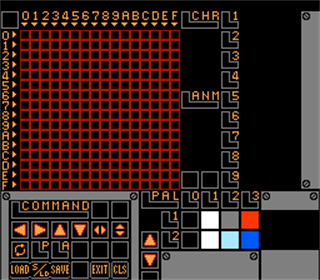 0123456789ABCDEF CHR 1
0 2
1
2 3
3
4 4
5
6 ANM 5
7 6
8
9 7
A
B 8
C
D
E 9
F
COMMAND PAL 0 1 2 3
1
P A 2
LOAD S/LD SAVE EXIT CLS